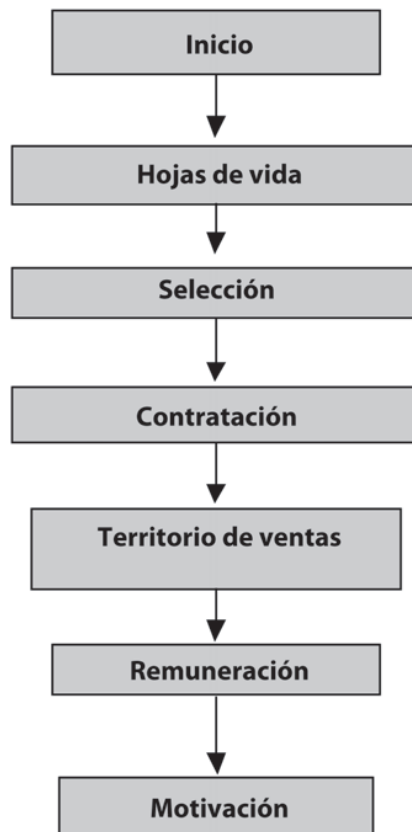 Inicio
Hojas de vida
Selección
Contratación
Territorio de ventas
Remuneración
Motivación